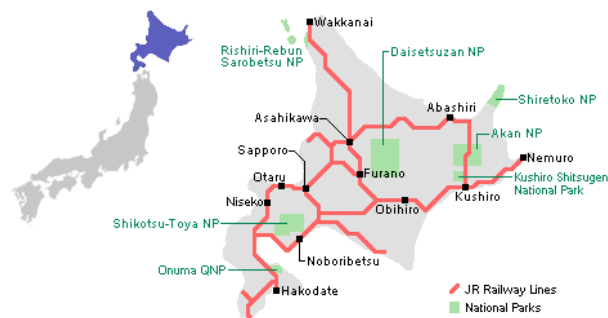 Wakkanai
Rishiri-Rebun
Sarobetsu NP
Daisetsuzan NP
Shiretoko NP
Abashiri
Asahikawa
Akan NP
Sapporo
Nemuro
Otaru
Furano
Kushiro Shitsugen
National Park
Niseko
Obihiro
Kushiro
Shikotsu-Toya NP
Noboribetsu
Onuma QNP
Hakodate
JR Railway Lines
National Parks